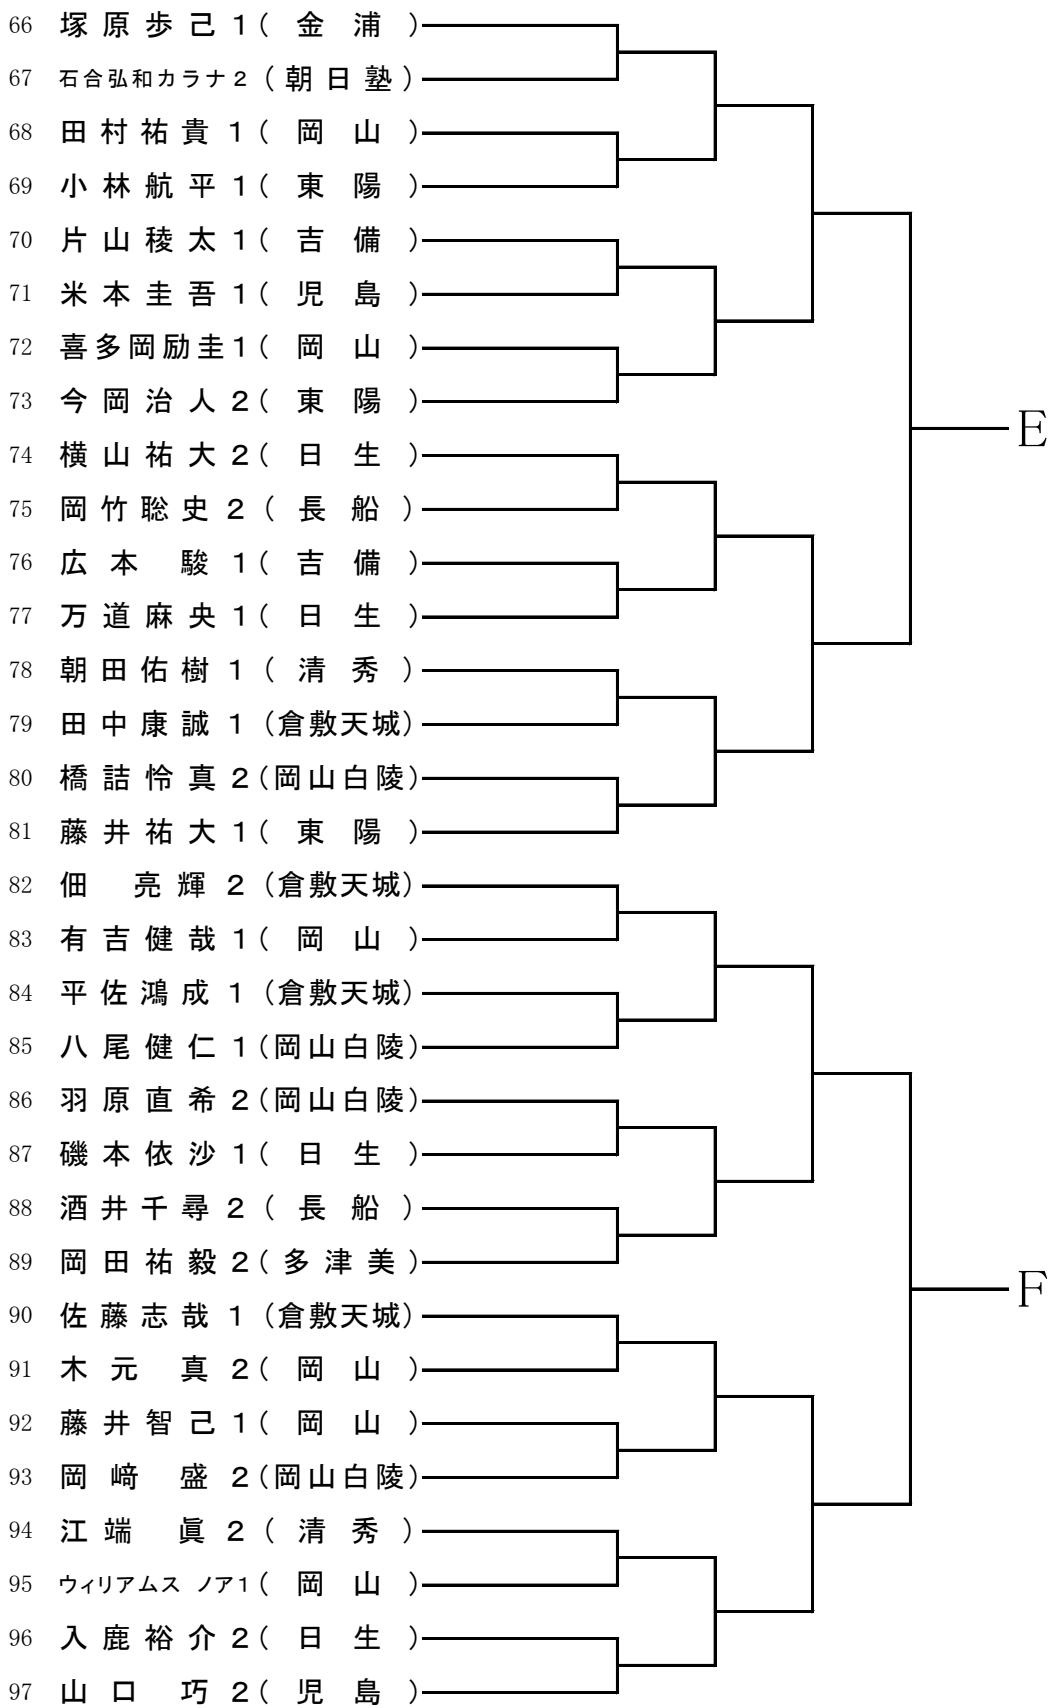 66 塚原歩己1(金浦)
67 石合弘和カラナ2(朝日塾)
68 田村祐貴1(岡山)
69 小林航平1(東陽)
70 片山稜太1(吉備)
71 米本圭吾1(児島)
72 喜多岡励圭1(岡山)
73 今岡治人2(東陽)
E
74 横山祐大2(日生)
75 岡竹聡史2(長船)
76 広本駿1(吉備)
77 万道麻央1(日生)
78 朝田佑樹1(清秀)
79 田中康誠1(倉敷天城)
80 橋詰怜真2(岡山白陵)
81 藤井祐大1(東陽)
82 佃亮輝2(倉敷天城)
83 有吉健哉1(岡山)
84 平佐鴻成1(倉敷天城)
85 八尾健仁1(岡山白陵)
86 羽原直希2(岡山白陵)
87 磯本依沙1(日生)
88 酒井千尋2(長船)
89 岡田祐毅2(多津美)
F
90 佐藤志哉1(倉敷天城)
91 木元真2(岡山)
92 藤井智己1(岡山)
93 岡﨑盛2(岡山白陵)
94 江端眞2(清秀)
95 ウィリアムス ノア1(岡山)
96 入鹿裕介2(日生)
97 山口巧2(児島)